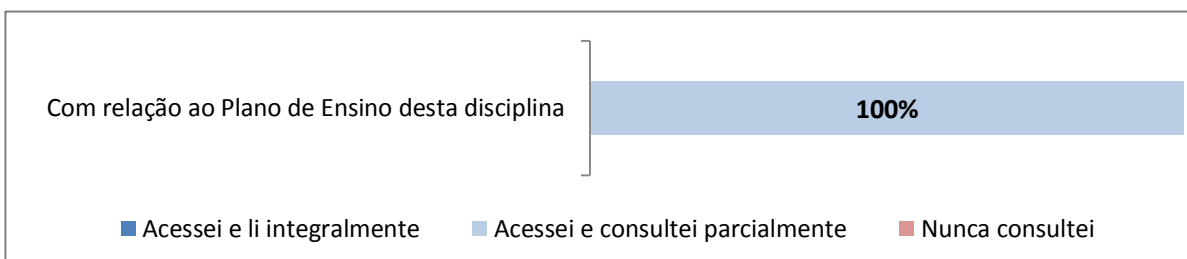 Com relação ao Plano de Ensino desta disciplina
100%
Acessei e li integralmente
Acessei e consultei parcialmente
Nunca consultei